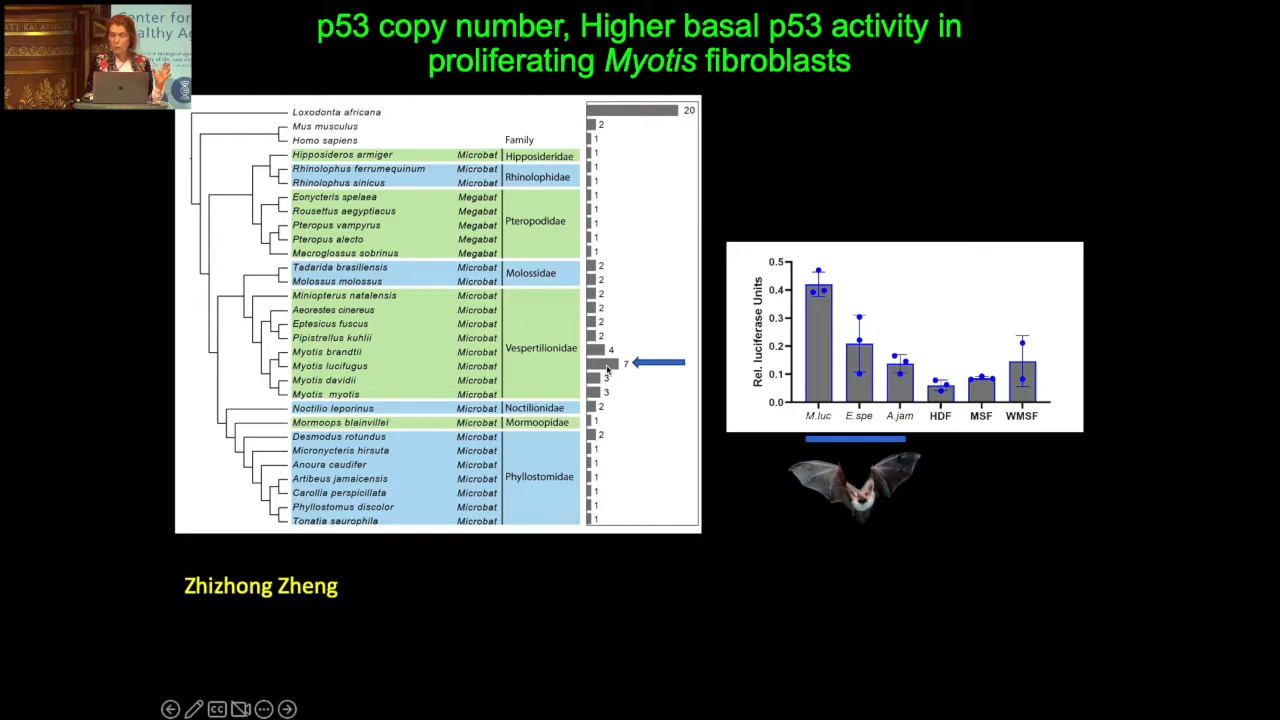 Center for
ealthy Ag
p53 copy number, Higher basal p53 activity in
proliferating Myotis fibroblasts
Loxodonta africana 20
Mus musculus 2
Homo sapiens Family 1
Hipposideros armiger Microbat Hipposideridae 1
Rhinolophus ferrumequinum Microbat 1
Rhinolophidae
Rhinolophus sinicus Microbat 1
Eonycteris spelaea Megabat 1
Rousettus aegyptiacus Megabat 1
Pteropodidae
Pteropus vampyrus Megabat 1
Pteropus alecto Megabat 1
Macroglossus sobrinus Megabat 1
Tadarida brasiliensis Microbat 2
Molossidae
Molossus molossus Microbat 2
Miniopterus natalensis Microbat 2
Aeorestes cinereus Microbat 2
Eptesicus fuscus Microbat 2
Pipistrellus kuhlii Microbat 2
Vespertilionidae
Myotis brandtii Microbat 4
Myotis lucifugus Microbat 7
Myotis davidii Microbat 3
Myotis myotis Microbat 3
Noctilio leporinus Microbat Noctilionidae 2
Mormoops blainvillei Microbat Mormoopidae 1
Desmodus rotundus Microbat 2
Micronycteris hirsuta Microbat 1
Anoura caudifer Microbat 1
Phyllostomidae
Artibeus jamaicensis Microbat 1
Carollia perspicillata Microbat 1
Phyllostomus discolor Microbat 1
Tonatia saurophila Microbat 1
Rel. luciferase Units
0.5
0.4
0.3
0.2
0.1
0.0
M.luc E.spe A.jam HDF MSF WMSF
Zhizhong Zheng
CC